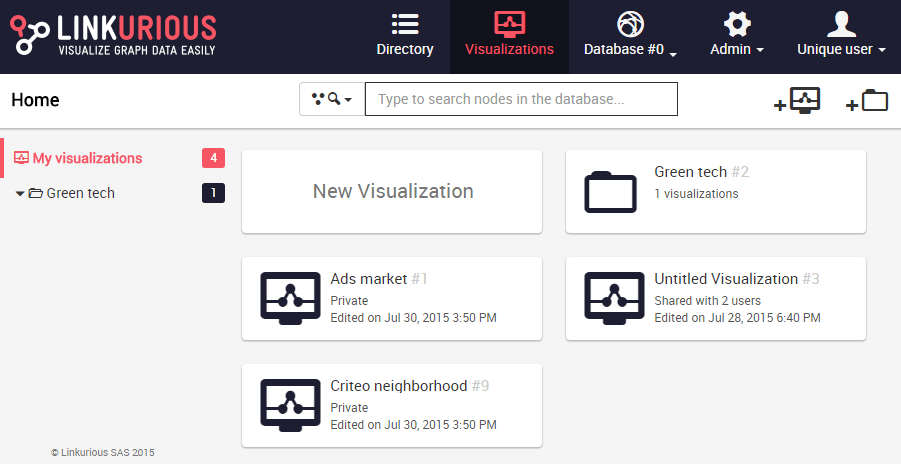 LINKURIOUS
VISUALIZE GRAPH DATA EASILY
Directory
Visualizations
Database #0
Admin
Unique user
Home
Type to search nodes in the database...
My visualizations 4
Green tech 1
New Visualization
Green tech #2
1 visualizations
Ads market #1
Private
Edited on Jul 30, 2015 3:50 PM
Untitled Visualization #3
Shared with 2 users
Edited on Jul 28, 2015 6:40 PM
Criteo neighborhood #9
Private
Edited on Jul 30, 2015 3:50 PM
© Linkurious SAS 2015